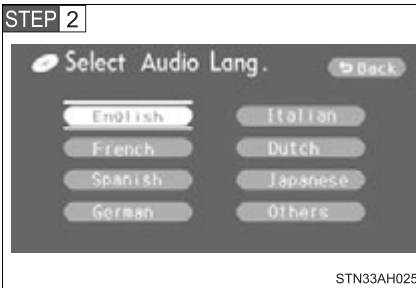 STEP 2
Select Audio Lang.
Back
English
Italian
French
Dutch
Spanish
Japanese
German
Others
STN33AH025